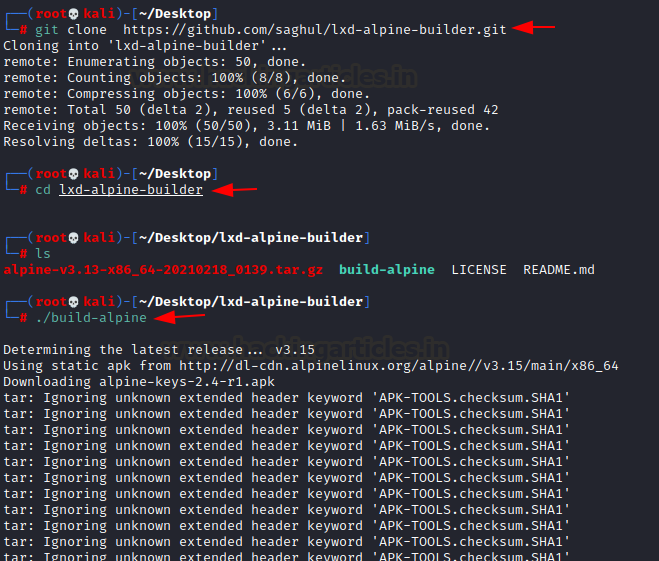 ┌──(root💀kali)-[~/Desktop]
└─# git clone  https://github.com/saghul/lxd-alpine-builder.git
Cloning into 'lxd-alpine-builder'...
remote: Enumerating objects: 50, done.
remote: Counting objects: 100% (8/8), done.
remote: Compressing objects: 100% (6/6), done.
remote: Total 50 (delta 2), reused 5 (delta 2), pack-reused 42
Receiving objects: 100% (50/50), 3.11 MiB | 1.63 MiB/s, done.
Resolving deltas: 100% (15/15), done.
┌──(root💀kali)-[~/Desktop]
└─# cd lxd-alpine-builder
┌──(root💀kali)-[~/Desktop/lxd-alpine-builder]
└─# ls
alpine-v3.13-x86_64-20210218_0139.tar.gz  build-alpine  LICENSE  README.md
┌──(root💀kali)-[~/Desktop/lxd-alpine-builder]
└─# ./build-alpine
www.hackingarticles.in
Determining the latest release... v3.15
Using static apk from http://dl-cdn.alpinelinux.org/alpine//v3.15/main/x86_64
Downloading alpine-keys-2.4-r1.apk
tar: Ignoring unknown extended header keyword 'APK-TOOLS.checksum.SHA1'
tar: Ignoring unknown extended header keyword 'APK-TOOLS.checksum.SHA1'
tar: Ignoring unknown extended header keyword 'APK-TOOLS.checksum.SHA1'
tar: Ignoring unknown extended header keyword 'APK-TOOLS.checksum.SHA1'
tar: Ignoring unknown extended header keyword 'APK-TOOLS.checksum.SHA1'
tar: Ignoring unknown extended header keyword 'APK-TOOLS.checksum.SHA1'
tar: Ignoring unknown extended header keyword 'APK-TOOLS.checksum.SHA1'
tar: Ignoring unknown extended header keyword 'APK-TOOLS.checksum.SHA1'
tar: Ignoring unknown extended header keyword 'APK-TOOLS.checksum.SHA1'
tar: Ignoring unknown extended header keyword 'APK-TOOLS.checksum.SHA1'
tar: Ignoring unknown extended header keyword 'APK-TOOLS.checksum.SHA1'